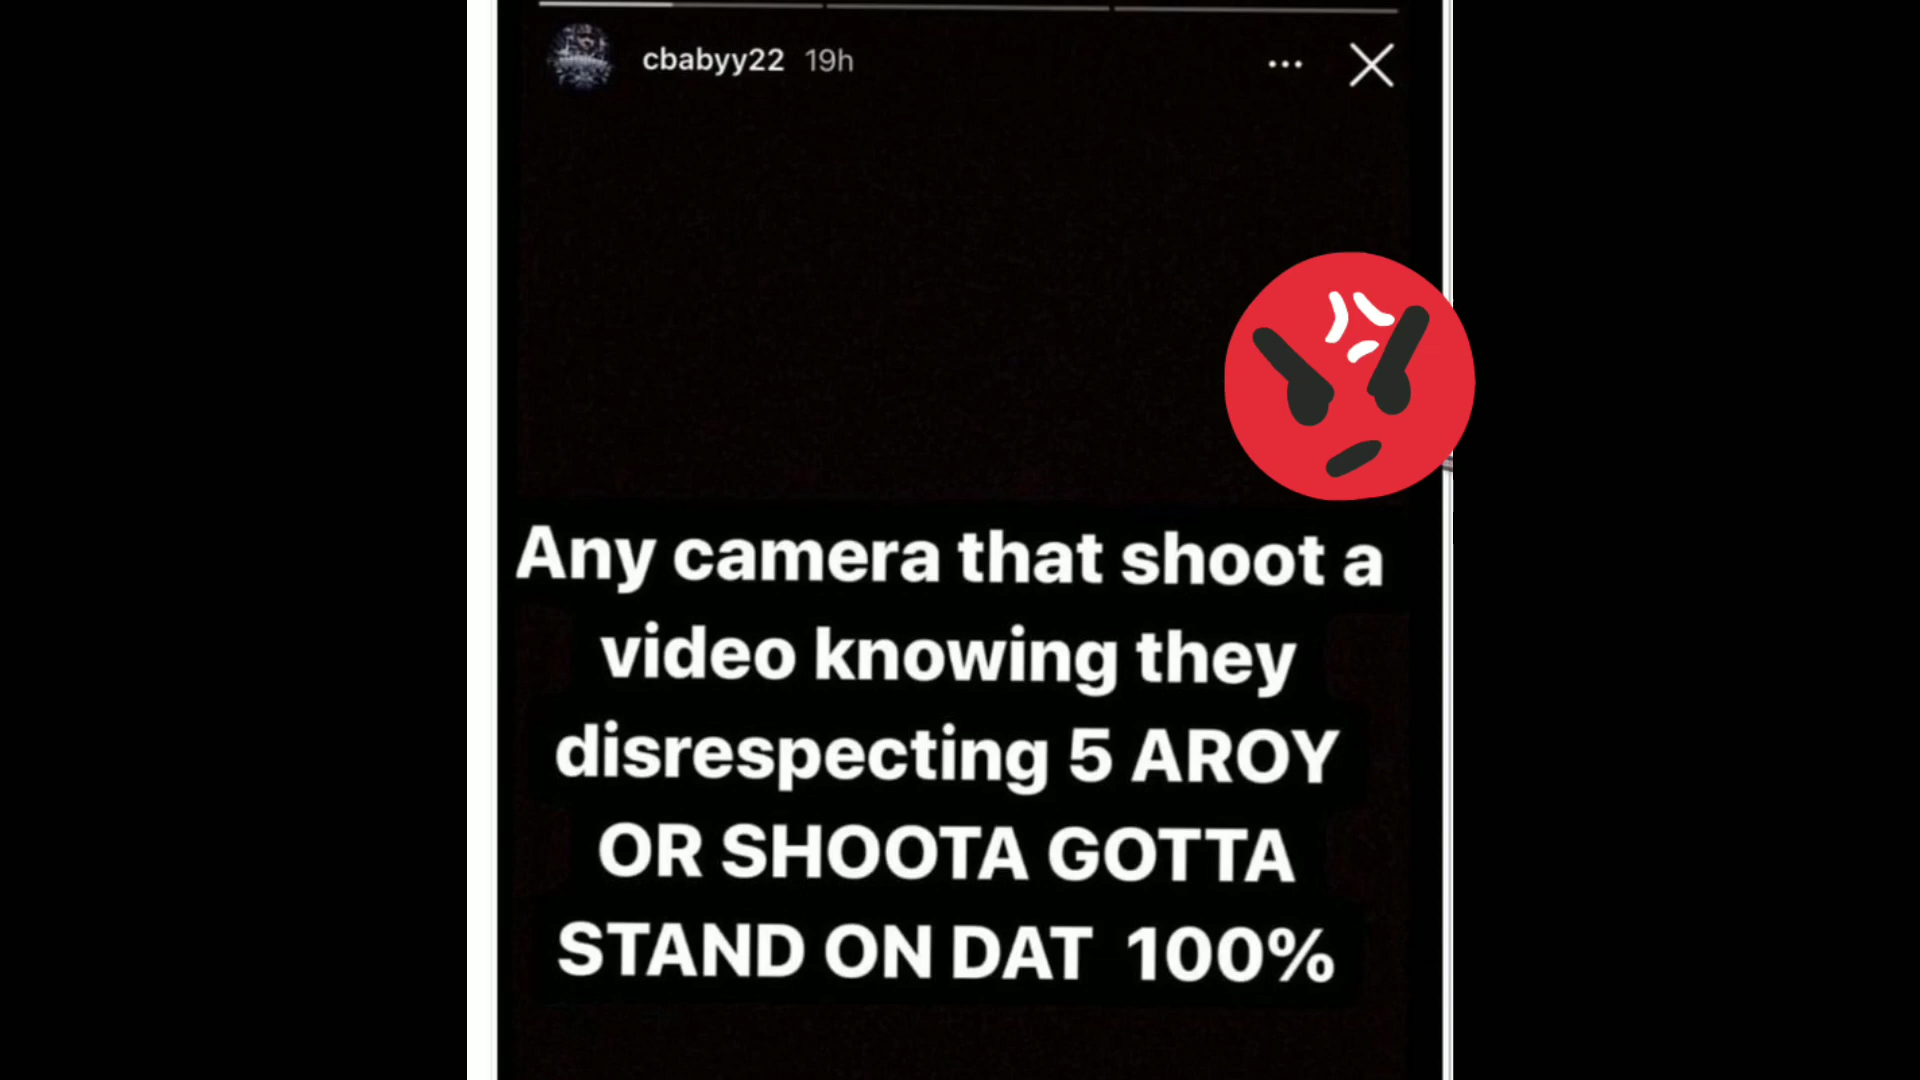 cbabyy22 19h
Any camera that shoot a
video knowing they
disrespecting 5 AROY
OR SHOOTA GOTTA
STAND ON DAT 100%